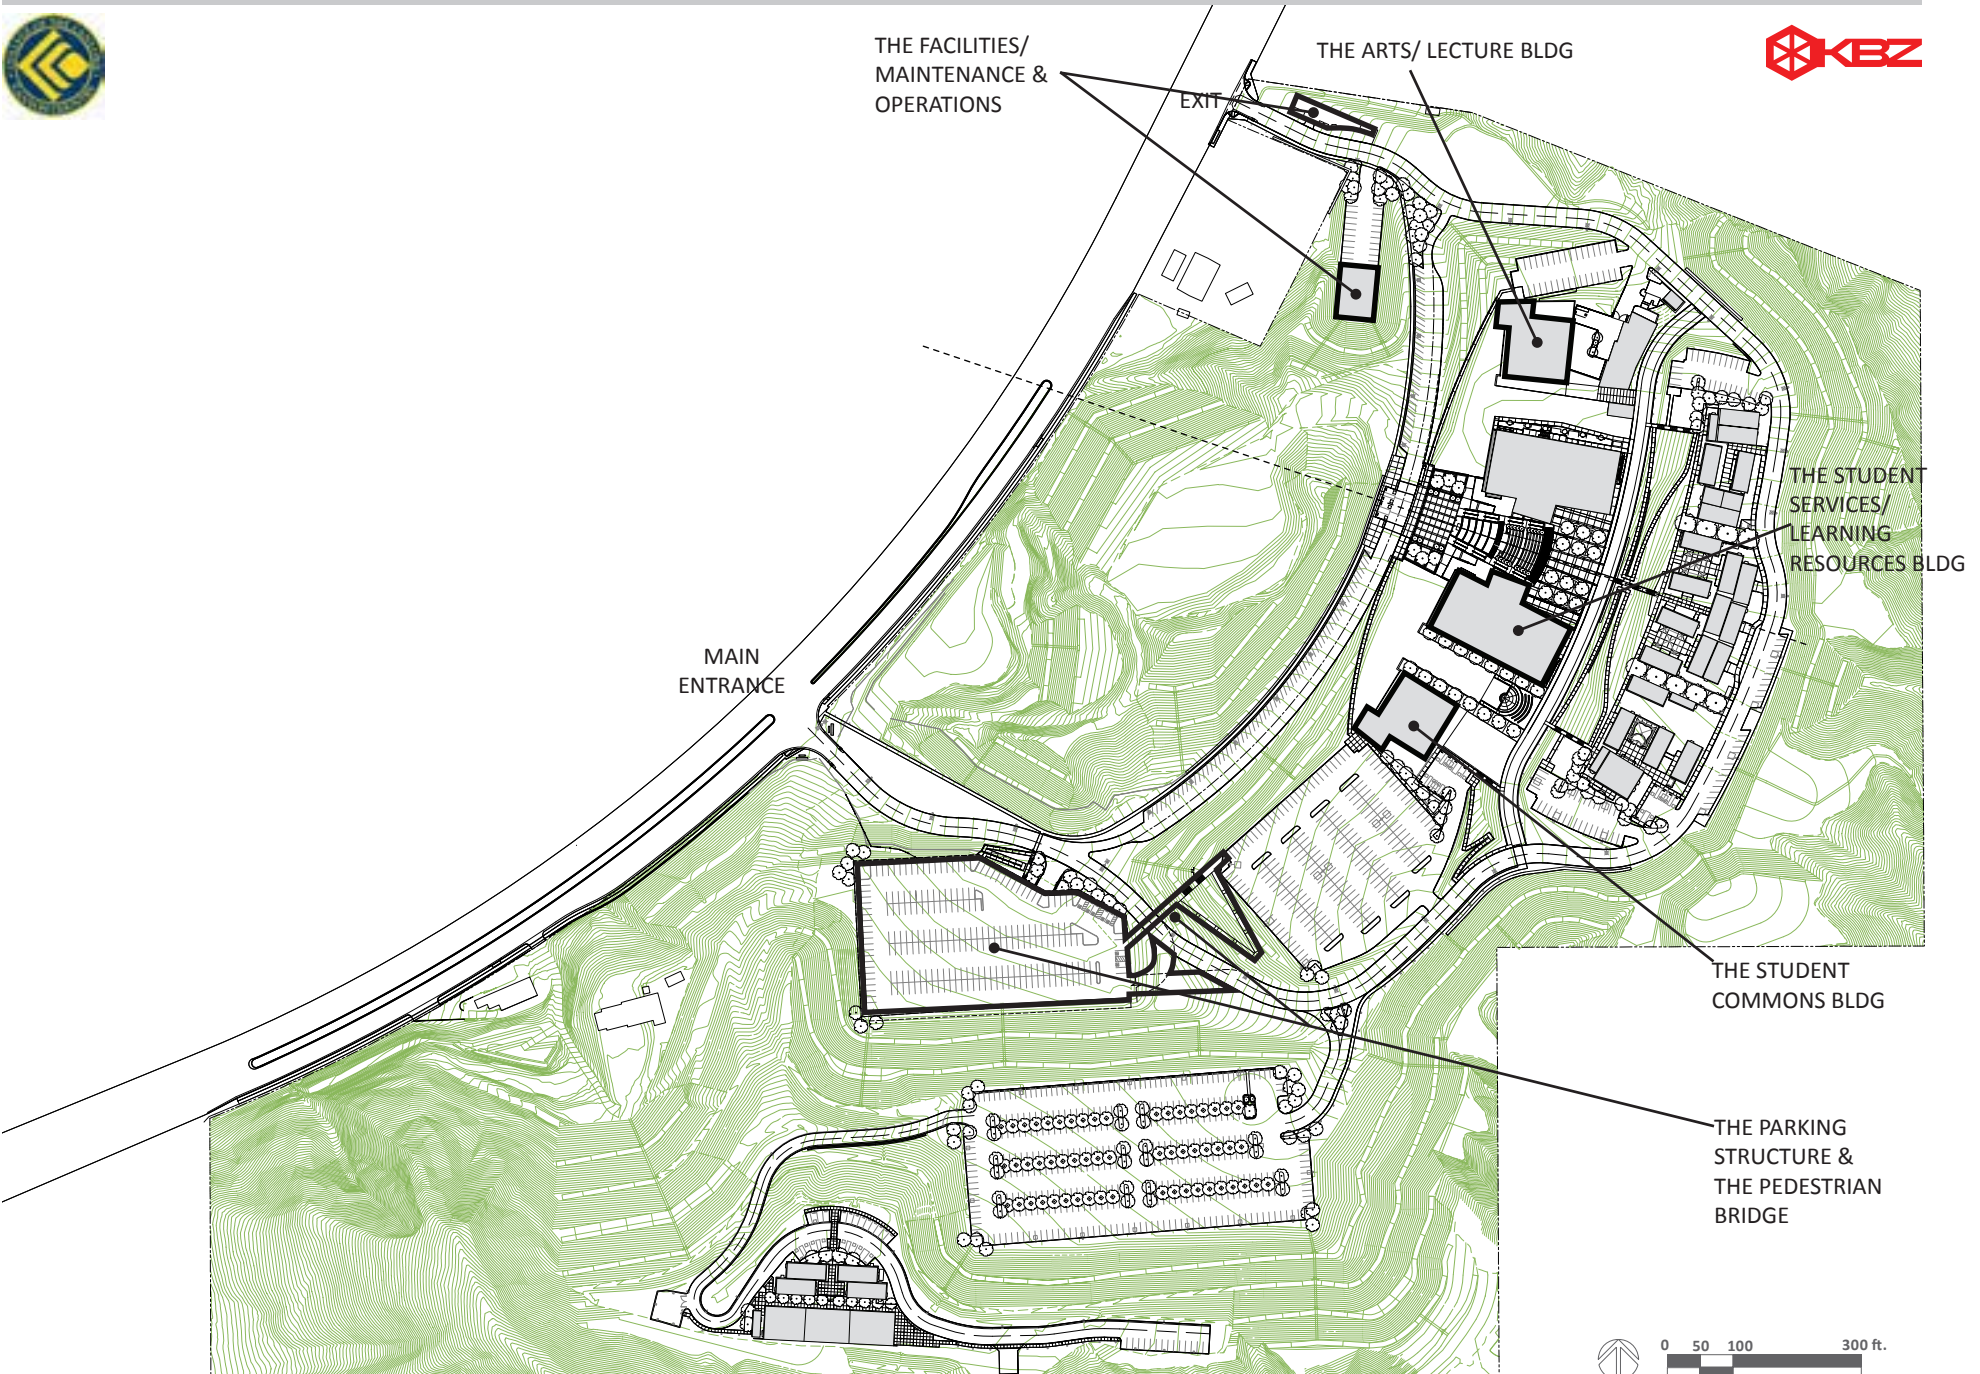 THE FACILITIES/
MAINTENANCE &
OPERATIONS
EXIT
THE ARTS/ LECTURE BLDG
KBZ
THE STUDENT
SERVICES/
LEARNING
RESOURCES BLDG
MAIN
ENTRANCE
THE STUDENT
COMMONS BLDG
THE PARKING
STRUCTURE &
THE PEDESTRIAN
BRIDGE
0 50 100 300 ft.